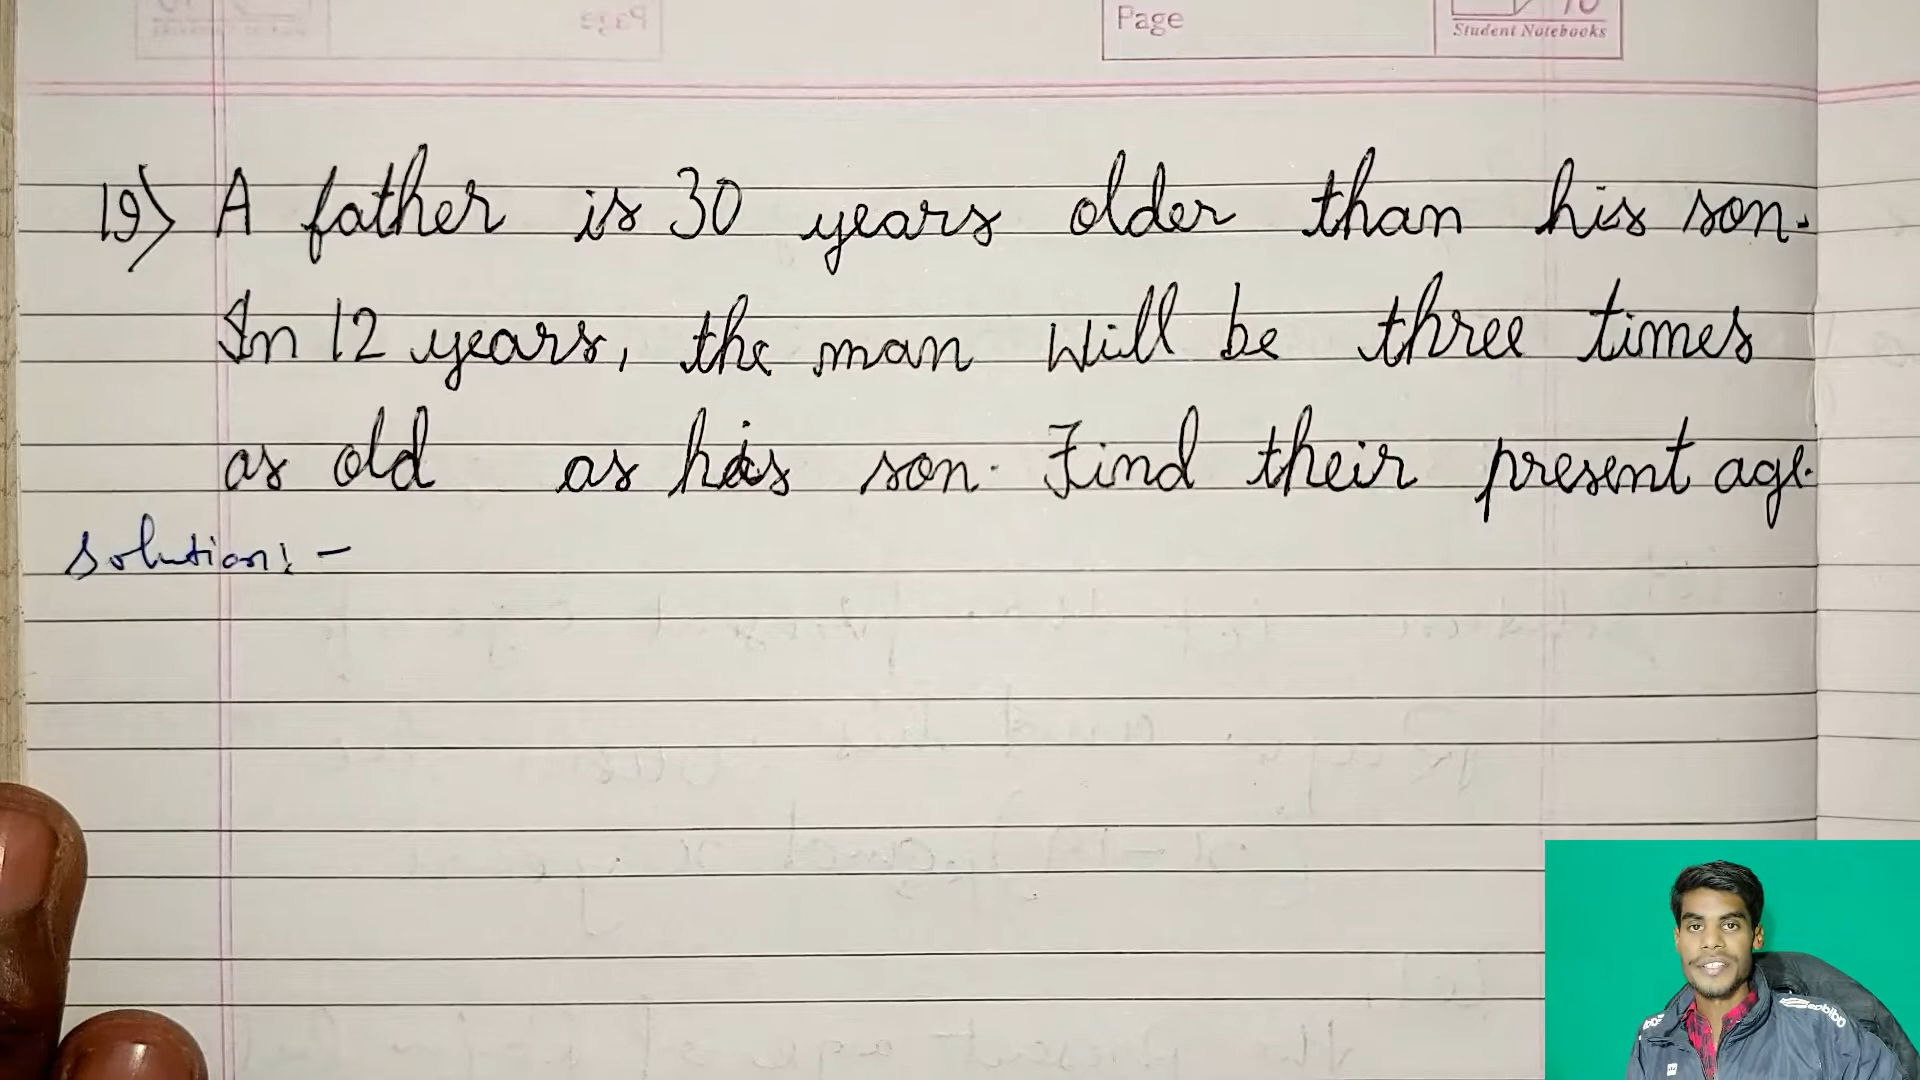 Page
Student Notebooks
19) A father is 30 years older than his son.
In 12 years, the man will be three times
as old as his son. Find their present age.
Solution:-